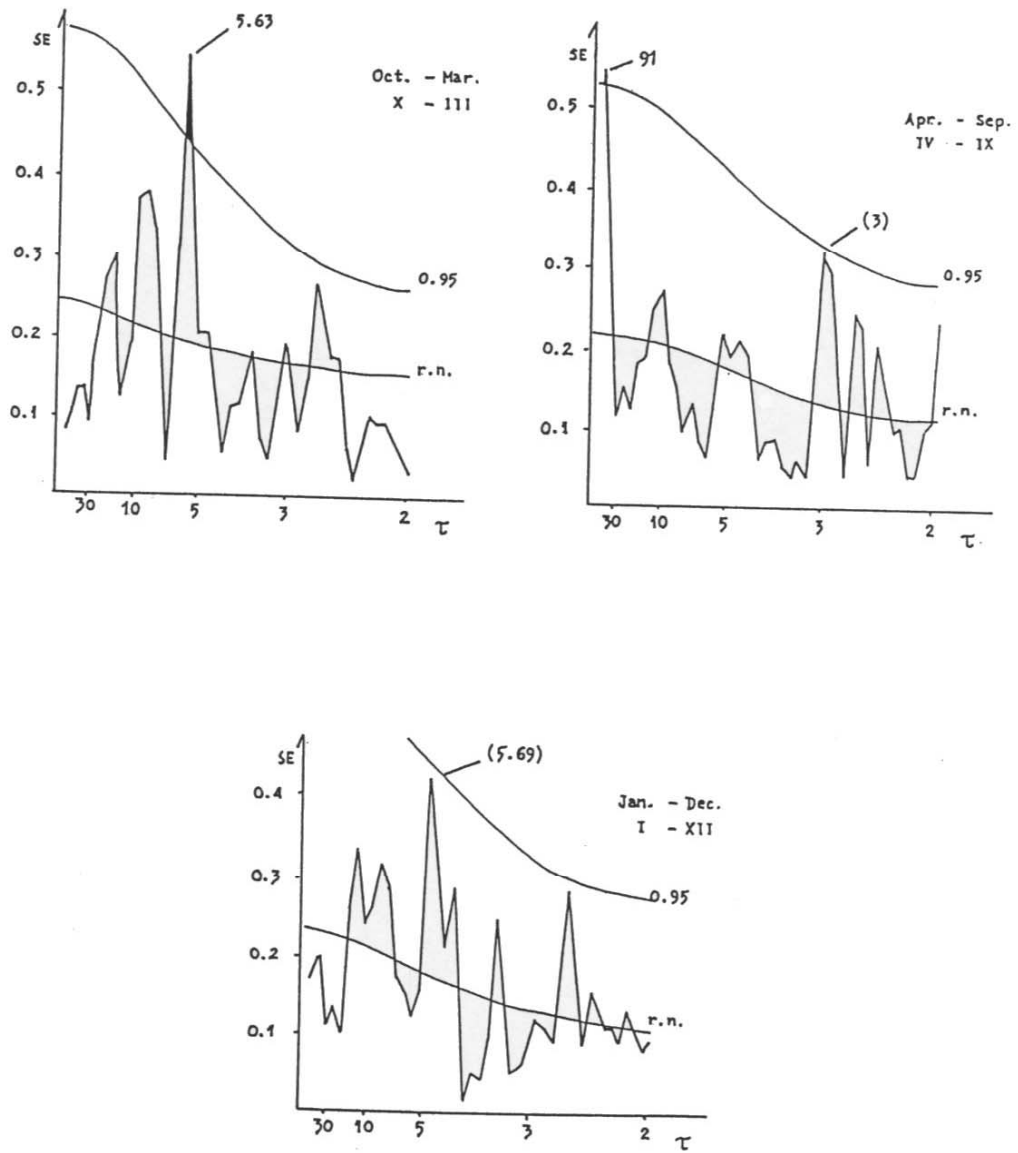 SE
5.63
Oct. - Mar.
X - III
0.5
0.4
0.3
0.2
0.1
0.95
r.n.
30 10 5 3 2 τ
SE
91
Apr. - Sep.
IV - IX
0.5
0.4
0.3
0.2
0.1
(3)
0.95
r.n.
30 10 5 3 2 τ
SE
(5.69)
Jan. - Dec.
I - XII
0.4
0.3
0.2
0.1
0.95
r.n.
30 10 5 3 2 τ